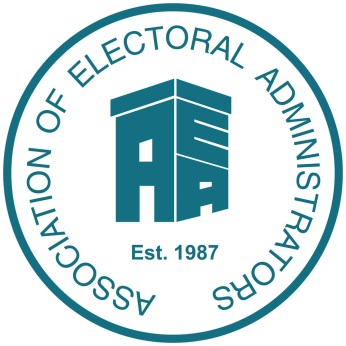 ASSOCIATION OF ELECTORAL ADMINISTRATORS
AEA
Est. 1987